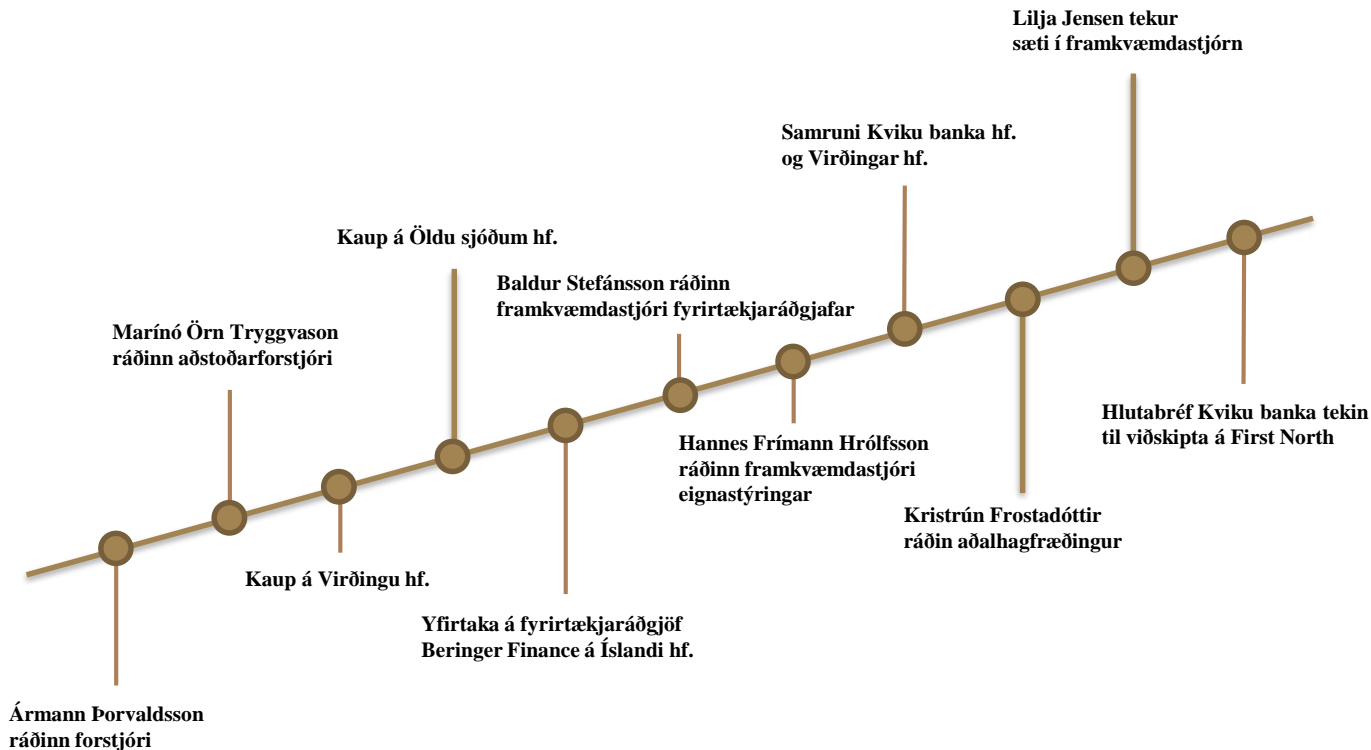 Lilja Jensen tekur
sæti í framkvæmdastjórn
Samruni Kviku banka hf.
og Virðingar hf.
Kaup á Öldu sjóðum hf.
Baldur Stefánsson ráðinn
framkvæmdastjóri fyrirtækjaráðgjafar
Marínó Örn Tryggvason
ráðinn aðstoðarforstjóri
Hlutabréf Kviku banka tekin
til viðskipta á First North
Hannes Frímann Hrólfsson
ráðinn framkvæmdastjóri
eignastýringar
Kristrún Frostadóttir
ráðin aðalhagfræðingur
Kaup á Virðingu hf.
Yfirtaka á fyrirtækjaráðgjöf
Beringer Finance á Íslandi hf.
Ármann Þorvaldsson
ráðinn forstjóri